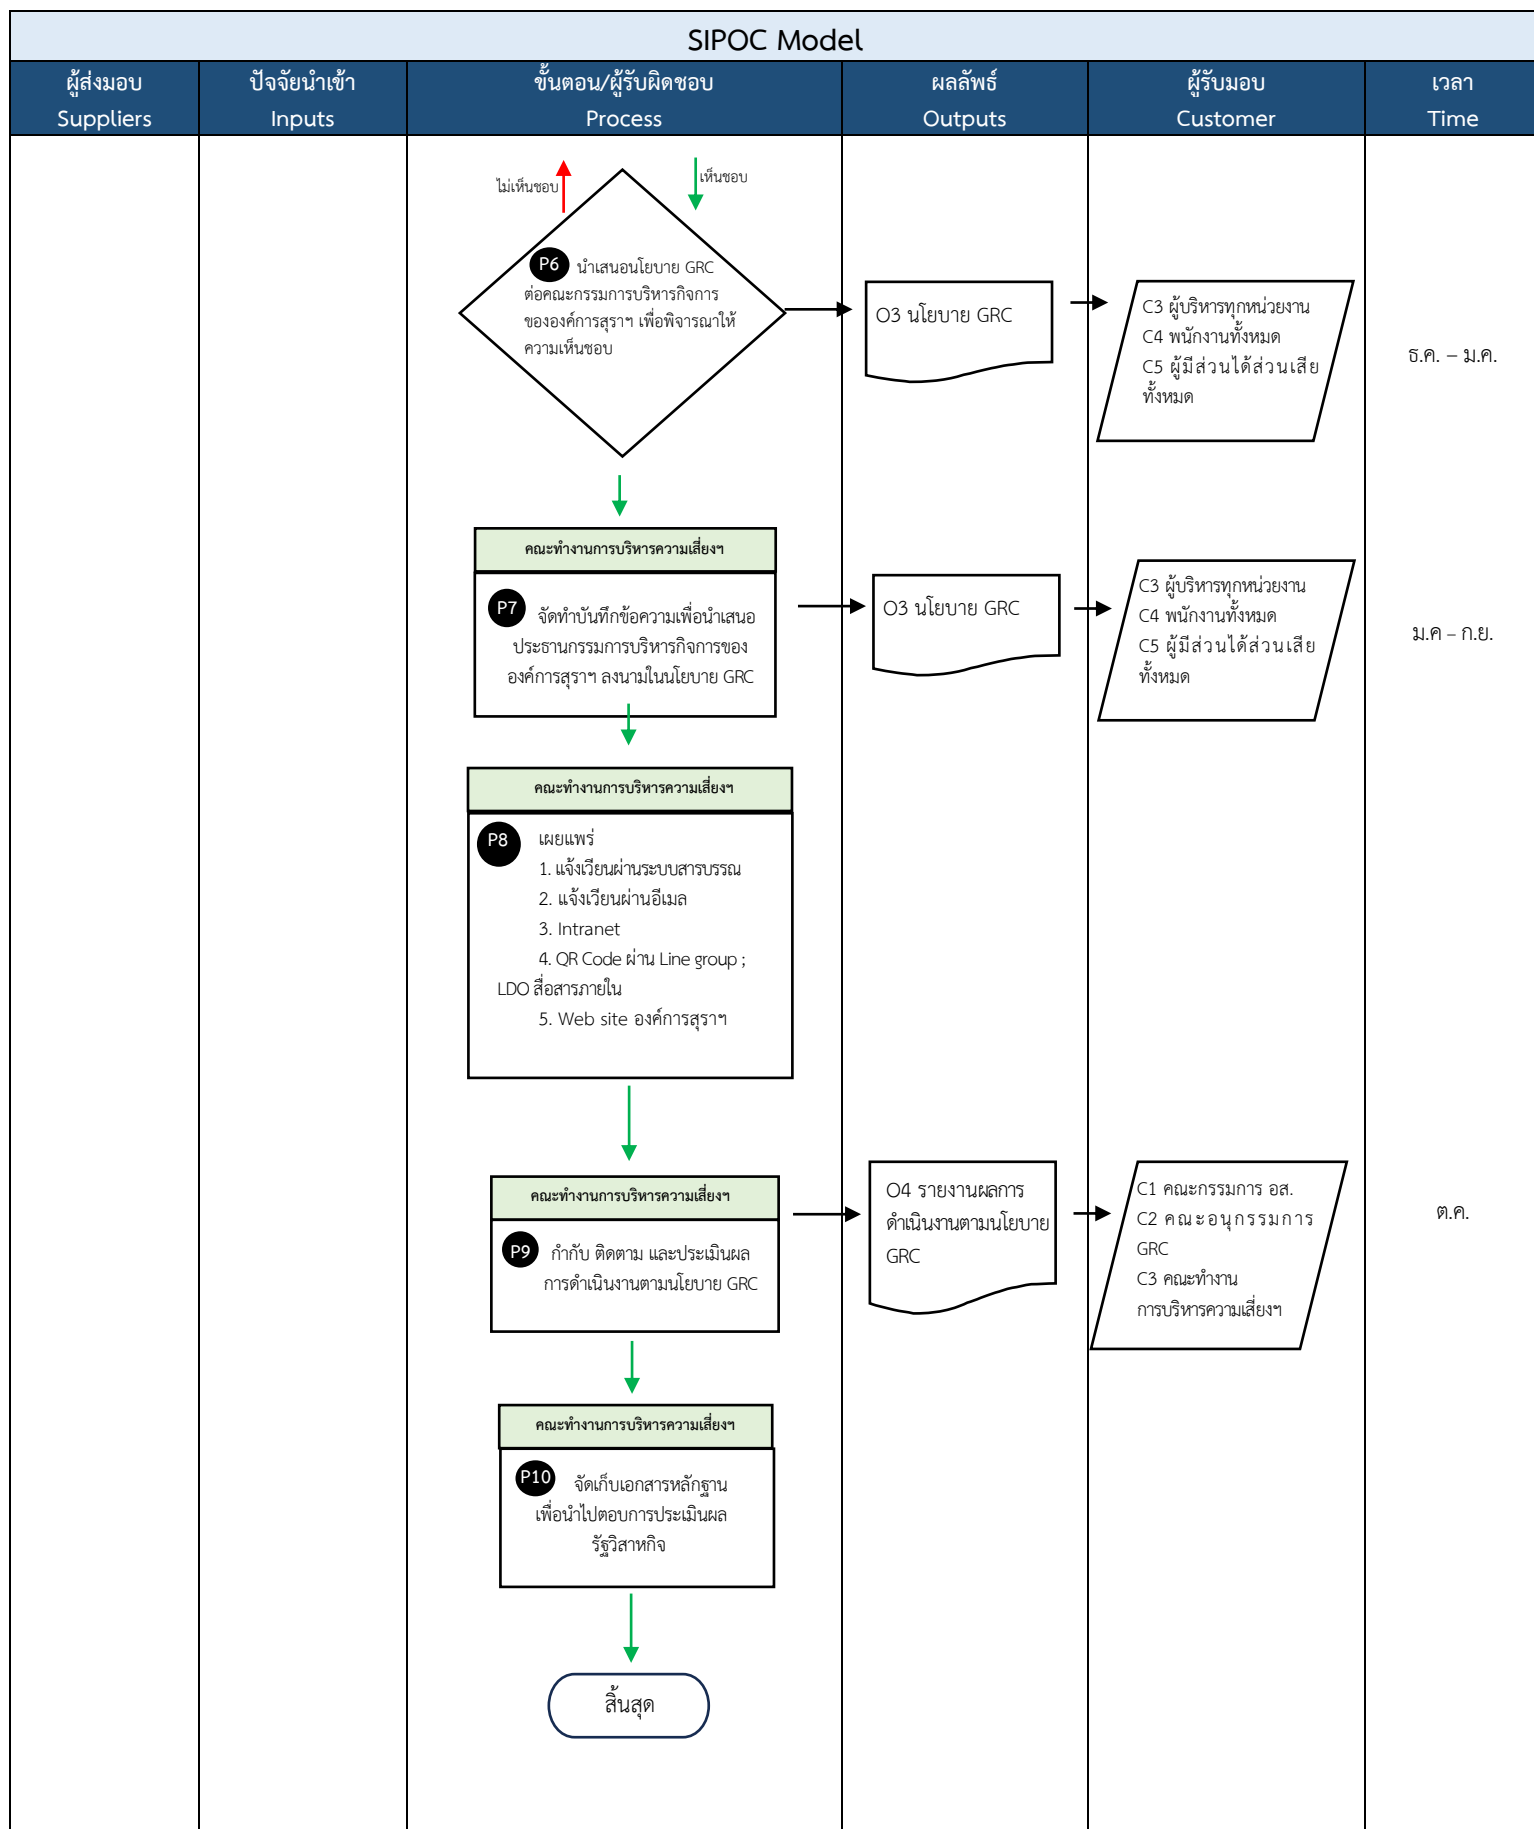 SIPOC Model
ผู้ส่งมอบ
Suppliers
ปัจจัยนำเข้า
Inputs
ขั้นตอน/ผู้รับผิดชอบ
Process
ผลลัพธ์
Outputs
ผู้รับมอบ
Customer
เวลา
Time
ไม่เห็นชอบ
เห็นชอบ
P6 นำเสนอนโยบาย GRC
ต่อคณะกรรมการบริหารกิจการ
ขององค์การสุราฯ เพื่อพิจารณาให้
ความเห็นชอบ
O3 นโยบาย GRC
C3 ผู้บริหารทุกหน่วยงาน
C4 พนักงานทั้งหมด
C5 ผู้มีส่วนได้ส่วนเสีย
ทั้งหมด
ธ.ค. – ม.ค.
คณะทำงานการบริหารความเสี่ยงฯ
P7 จัดทำบันทึกข้อความเพื่อนำเสนอ
ประธานกรรมการบริหารกิจการของ
องค์การสุราฯ ลงนามในนโยบาย GRC
O3 นโยบาย GRC
C3 ผู้บริหารทุกหน่วยงาน
C4 พนักงานทั้งหมด
C5 ผู้มีส่วนได้ส่วนเสีย
ทั้งหมด
ม.ค – ก.ย.
คณะทำงานการบริหารความเสี่ยงฯ
P8 เผยแพร่
1. แจ้งเวียนผ่านระบบสารบรรณ
2. แจ้งเวียนผ่านอีเมล
3. Intranet
4. QR Code ผ่าน Line group ;
LDO สื่อสารภายใน
5. Web site องค์การสุราฯ
คณะทำงานการบริหารความเสี่ยงฯ
P9 กำกับ ติดตาม และประเมินผล
การดำเนินงานตามนโยบาย GRC
O4 รายงานผลการ
ดำเนินงานตามนโยบาย
GRC
C1 คณะกรรมการ อส.
C2 คณะอนุกรรมการ
GRC
C3 คณะทำงาน
การบริหารความเสี่ยงฯ
ต.ค.
คณะทำงานการบริหารความเสี่ยงฯ
P10 จัดเก็บเอกสารหลักฐาน
เพื่อนำไปตอบการประเมินผล
รัฐวิสาหกิจ
สิ้นสุด